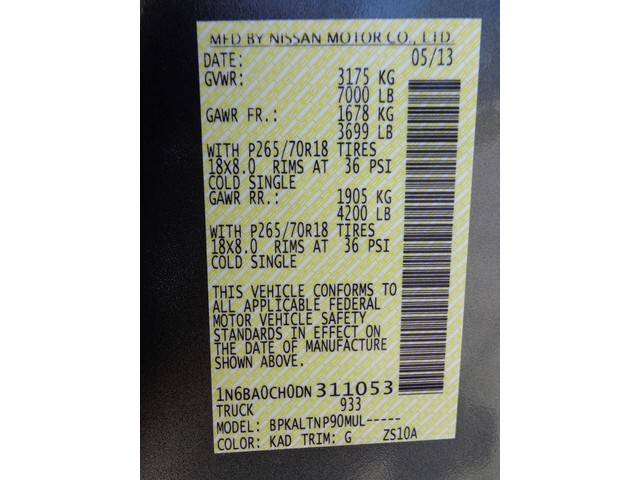 MFD BY NISSAN MOTOR CO., LTD.
DATE: 05/13
GVWR: 3175 KG
7000 LB
GAWR FR.: 1678 KG
3699 LB
WITH P265/70R18 TIRES
18X8.0 RIMS AT 36 PSI
COLD SINGLE
GAWR RR.: 1905 KG
4200 LB
WITH P265/70R18 TIRES
18X8.0 RIMS AT 36 PSI
COLD SINGLE
THIS VEHICLE CONFORMS TO
ALL APPLICABLE FEDERAL
MOTOR VEHICLE SAFETY
STANDARDS IN EFFECT ON
THE DATE OF MANUFACTURE
SHOWN ABOVE.
1N6BA0CH0DN311053
TRUCK 933
MODEL: BPKALTNP90MUL-----
COLOR: KAD TRIM: G ZS10A